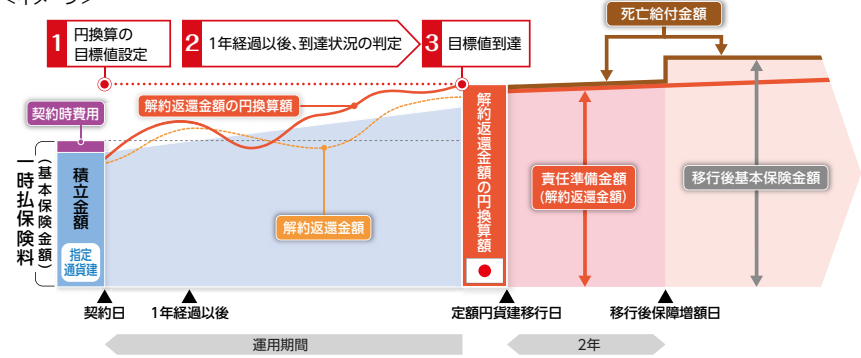 <イメージ>
死亡給付金額
1 円換算の
目標値設定
2 1年経過以後、到達状況の判定
3 目標値到達
契約時費用
解約返還金額の円換算額
一時払保険料
(基本保険金額)
積立金額
指定
通貨建
解約返還金額
解約返還金額の円換算額
責任準備金額
(解約返還金額)
移行後基本保険金額
契約日
1年経過以後
定額円貨建移行日
移行後保障増額日
運用期間
2年